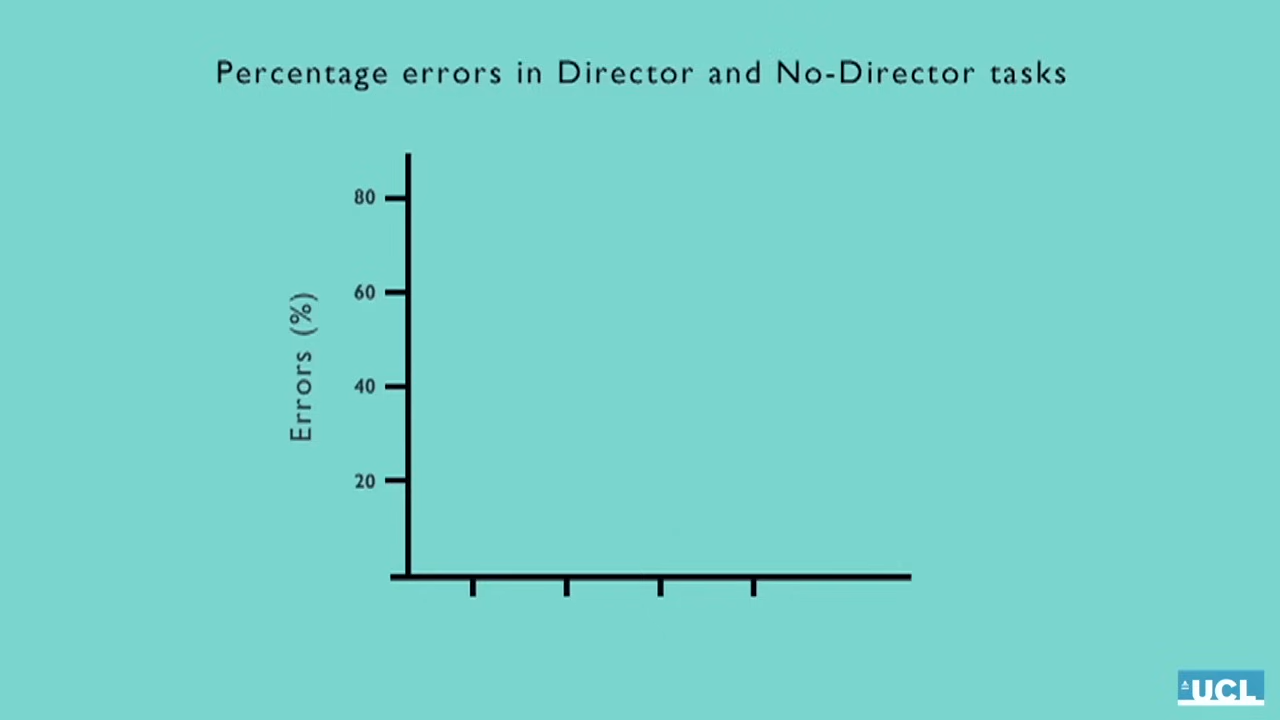 Percentage errors in Director and No-Director tasks
80
60
Errors (%)
40
20
UCL